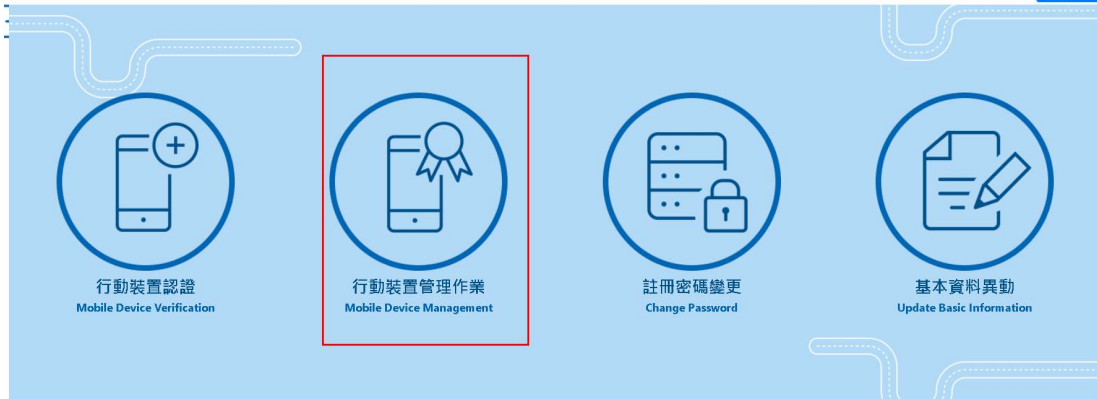 行動裝置認證
Mobile Device Verification
行動裝置管理作業
Mobile Device Management
註冊密碼變更
Change Password
基本資料異動
Update Basic Information